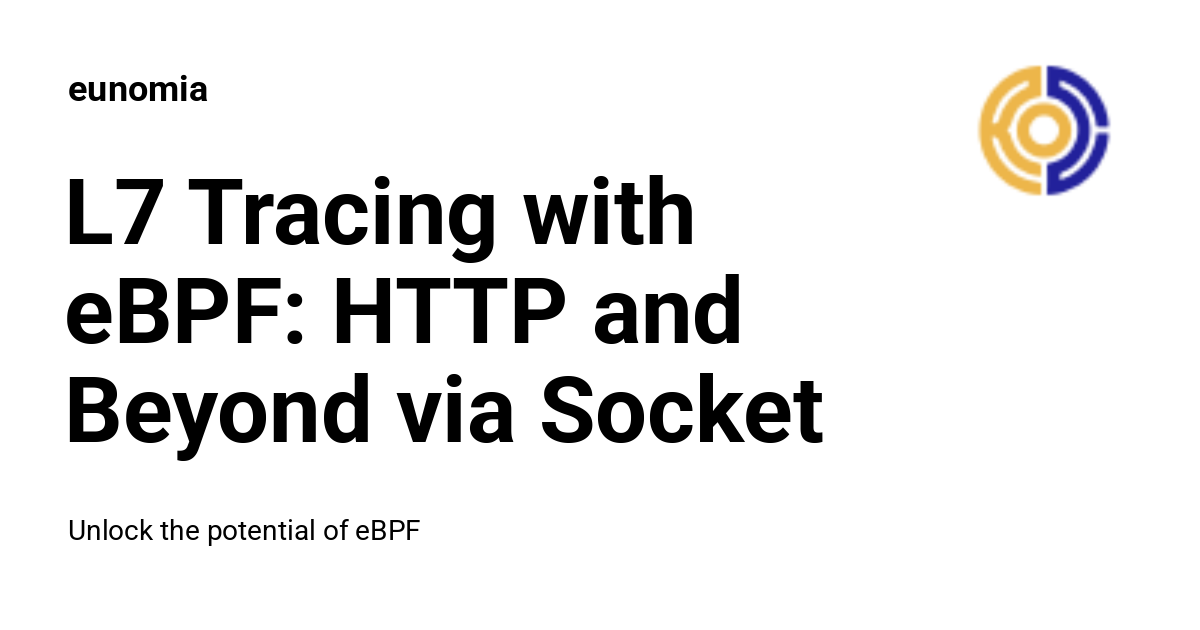 eunomia
L7 Tracing with
eBPF: HTTP and
Beyond via Socket
Unlock the potential of eBPF